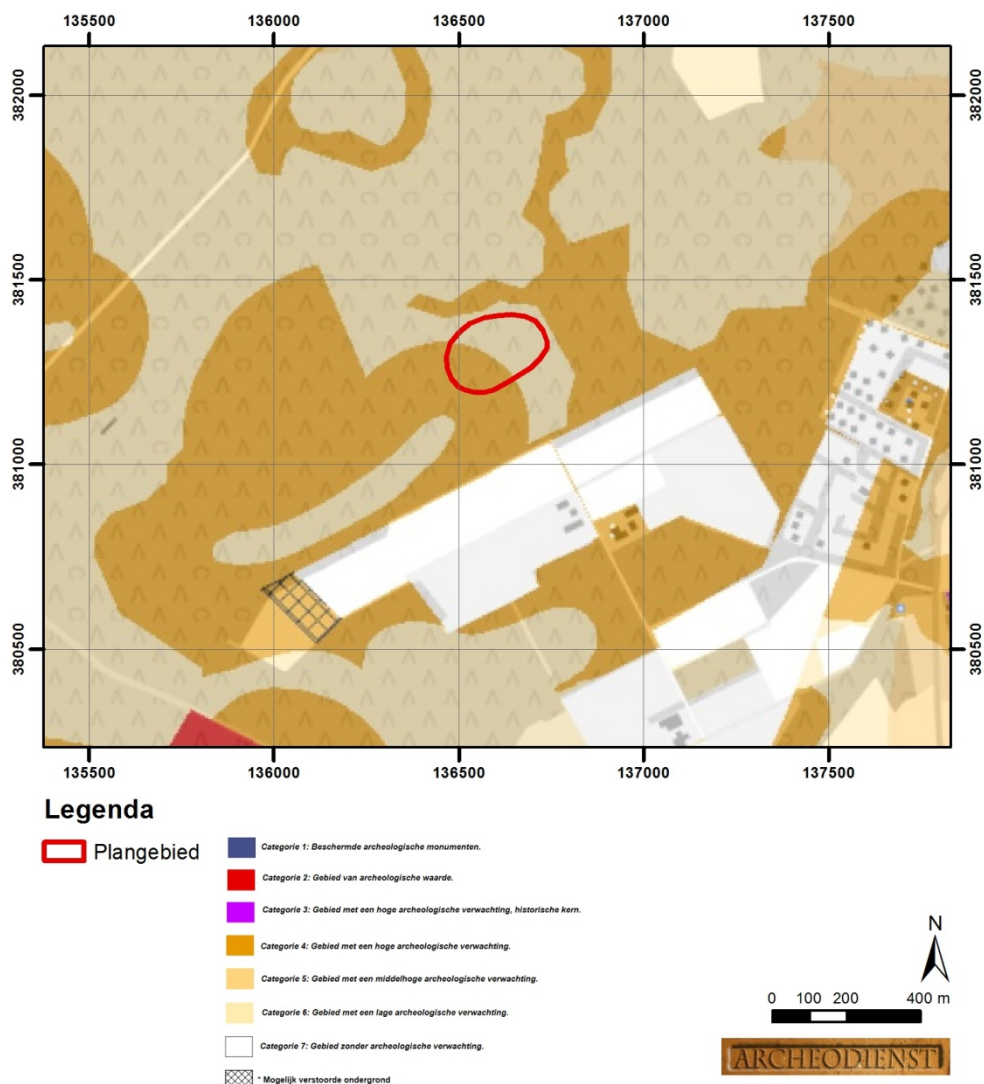 135500 136000 136500 137000 137500
382000 382000
381500 381500
381000 381000
380500 380500
135500 136000 136500 137000 137500
Legenda
Plangebied
Categorie 1: Beschermde archeologische monumenten.
Categorie 2: Gebied van archeologische waarde.
Categorie 3: Gebied met een hoge archeologische verwachting, historische kern.
Categorie 4: Gebied met een hoge archeologische verwachting.
Categorie 5: Gebied met een middelhoge archeologische verwachting.
Categorie 6: Gebied met een lage archeologische verwachting.
Categorie 7: Gebied zonder archeologische verwachting.
* Mogelijk verstoorde ondergrond
N
0 100 200 400 m
ARCHEODIENST